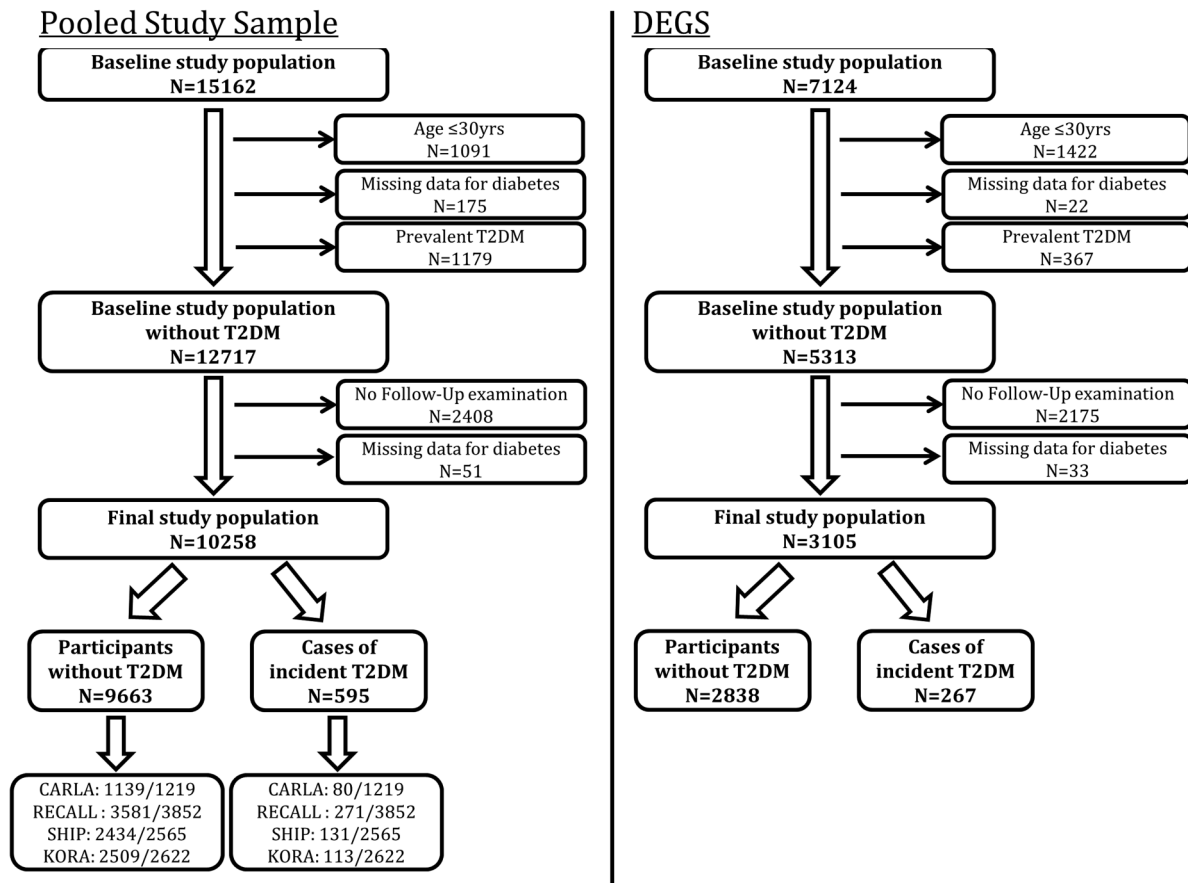 Pooled Study Sample
Baseline study population
N=15162
Age ≤30yrs
N=1091
Missing data for diabetes
N=175
Prevalent T2DM
N=1179
Baseline study population
without T2DM
N=12717
No Follow-Up examination
N=2408
Missing data for diabetes
N=51
Final study population
N=10258
Participants
without T2DM
N=9663
Cases of
incident T2DM
N=595
CARLA: 1139/1219
RECALL : 3581/3852
SHIP: 2434/2565
KORA: 2509/2622
CARLA: 80/1219
RECALL: 271/3852
SHIP: 131/2565
KORA: 113/2622
DEGS
Baseline study population
N=7124
Age ≤30yrs
N=1422
Missing data for diabetes
N=22
Prevalent T2DM
N=367
Baseline study population
without T2DM
N=5313
No Follow-Up examination
N=2175
Missing data for diabetes
N=33
Final study population
N=3105
Participants
without T2DM
N=2838
Cases of
incident T2DM
N=267